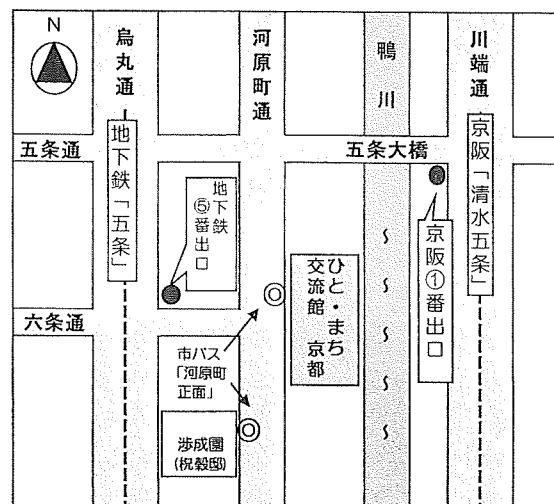 N
烏丸通
河原町通
鴨川
川端通
五条通
五条大橋
地下鉄「五条」
地下鉄
⑤番出口
京阪「清水五条」
京阪①番出口
ひと・まち
交流館 京都
六条通
市バス
「河原町
正面」
渉成園
(祝穀邸)